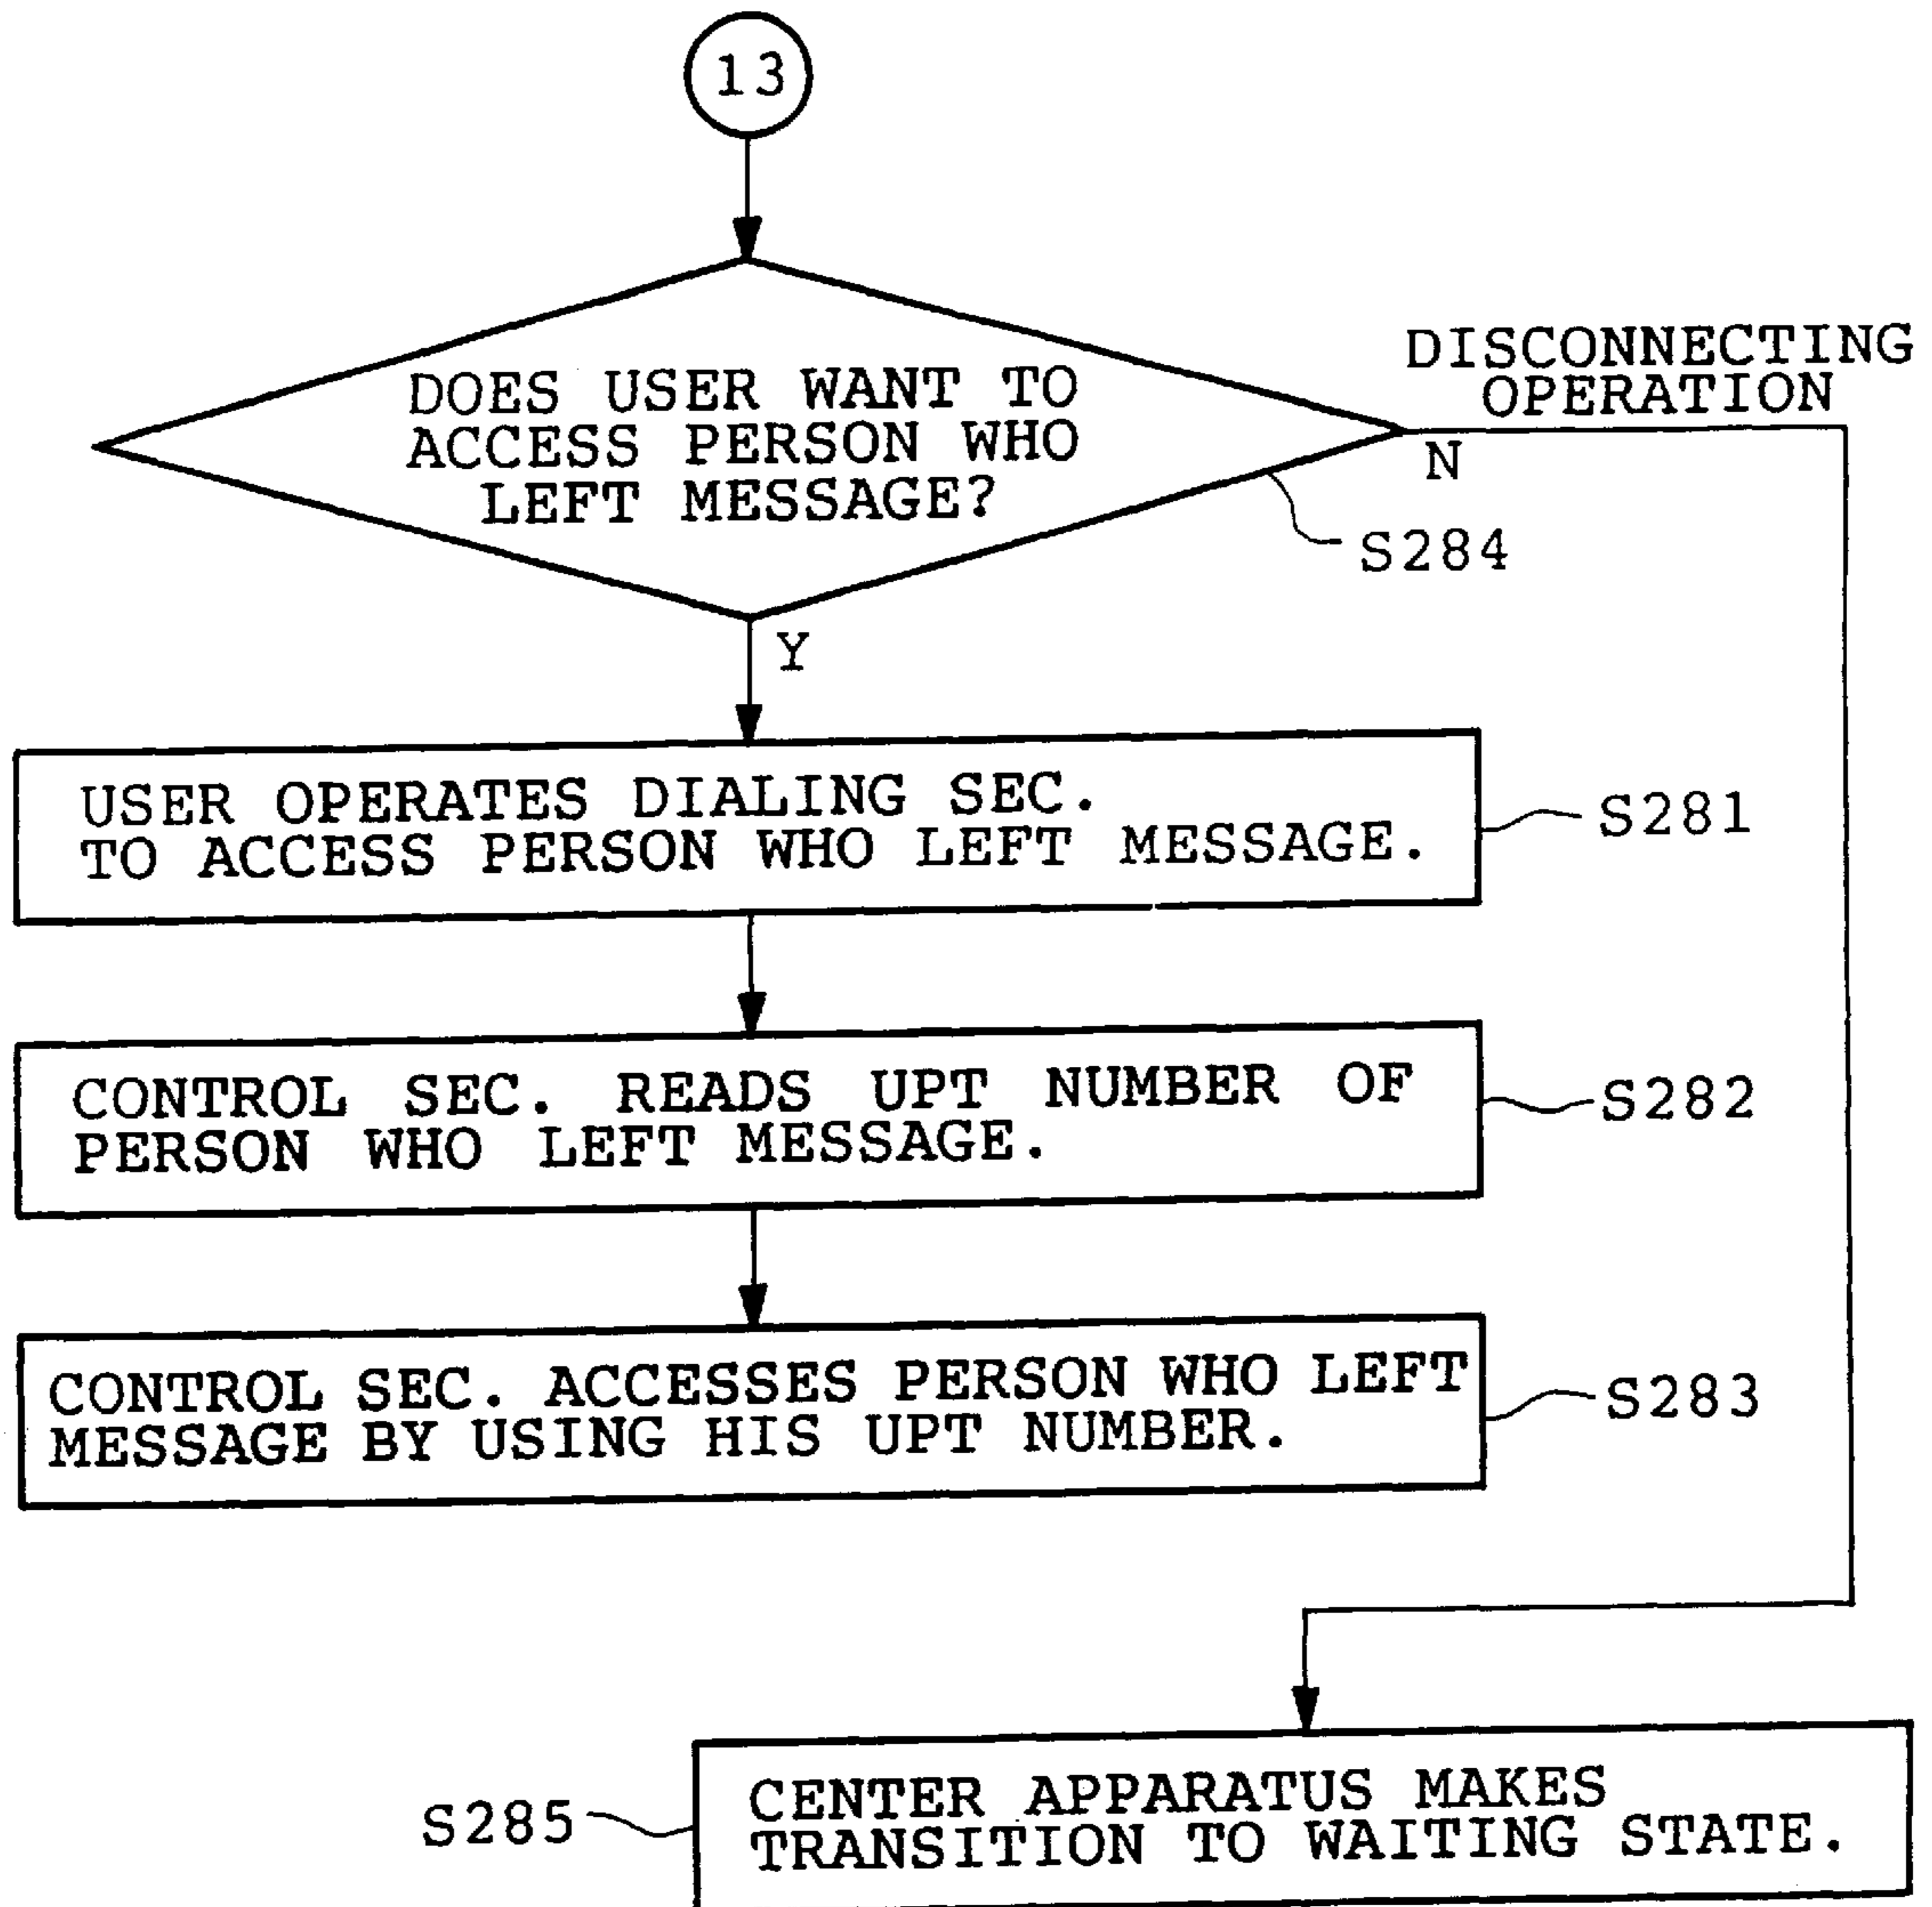 13
DOES USER WANT TO
ACCESS PERSON WHO
LEFT MESSAGE?
DISCONNECTING
OPERATION
N
S284
Y
USER OPERATES DIALING SEC.
TO ACCESS PERSON WHO LEFT MESSAGE.
S281
CONTROL SEC. READS UPT NUMBER OF
PERSON WHO LEFT MESSAGE.
S282
CONTROL SEC. ACCESSES PERSON WHO LEFT
MESSAGE BY USING HIS UPT NUMBER.
S283
S285
CENTER APPARATUS MAKES
TRANSITION TO WAITING STATE.